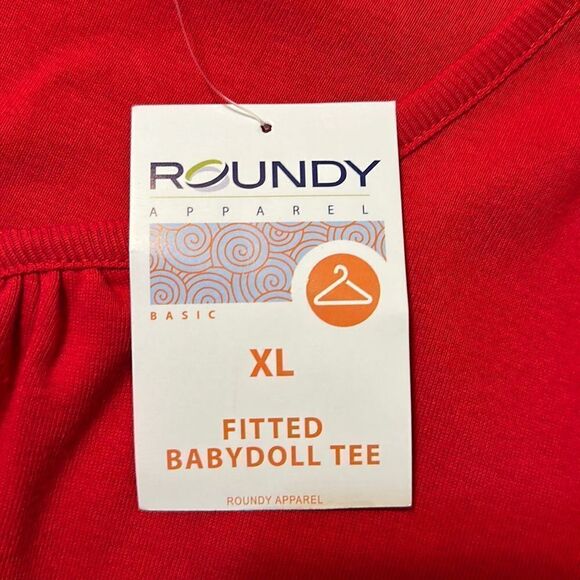 ROUNDY
APPAREL
BASIC
XL
FITTED
BABYDOLL TEE
ROUNDY APPAREL